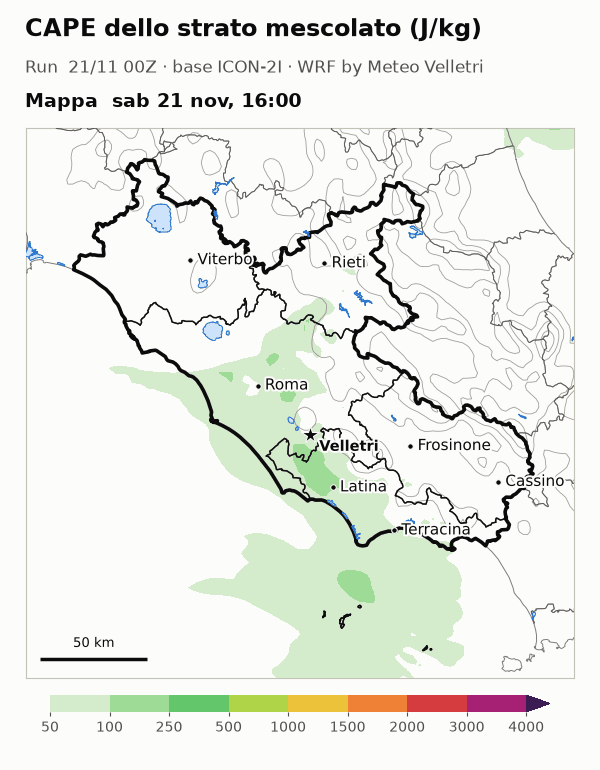 CAPE dello strato mescolato (J/kg)
Run  21/11 00Z · base ICON-2I · WRF by Meteo Velletri
Mappa  sab 21 nov, 16:00
Viterbo
Rieti
Roma
Velletri
Frosinone
Latina
Cassino
Terracina
50 km
50 100 250 500 1000 1500 2000 3000 4000